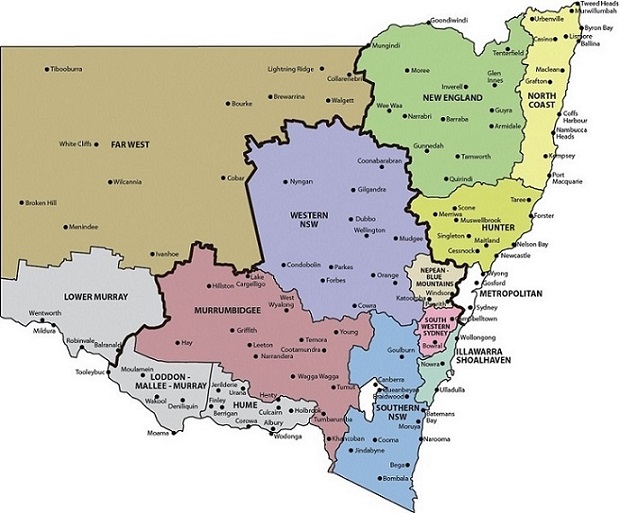 Tweed Heads
Murwillumbah
Goondiwindi
Urbenville
Byron Bay
Casino
Lismore
Ballina
Mungindi
Tenterfield
Tibooburra
Lightning Ridge
Collarenebri
Moree
Inverell
Glen
Innes
Maclean
Grafton
Bourke
Brewarrina
Walgett
NEW ENGLAND
NORTH
COAST
Wee Waa
Narrabri
Barraba
Guyra
Armidale
Coffs
Harbour
Nambucca
Heads
White Cliffs
FAR WEST
Gunnedah
Tamworth
Kempsey
Coonabarabran
Wilcannia
Cobar
Nyngan
Gilgandra
Quirindi
Port
Macquarie
Broken Hill
Menindee
WESTERN
NSW
Dubbo
Wellington
Mudgee
Scone
Merriwa
Muswellbrook
Taree
Forster
HUNTER
Singleton
Maitland
Cessnock
Nelson Bay
Newcastle
Ivanhoe
Condobolin
Parkes
Forbes
Orange
Cowra
NEPEAN-
BLUE
MOUNTAINS
Windsor
Katoomba
Penrith
Wyong
Gosford
METROPOLITAN
Sydney
LOWER MURRAY
Hillston
Lake
Cargelligo
West
Wyalong
MURRUMBIDGEE
Wentworth
Mildura
Robinvale
Balranald
Hay
Griffith
Leeton
Narrandera
Temora
Cootamundra
Young
SOUTH
WESTERN
SYDNEY
Campbelltown
Bowral
Wollongong
ILLAWARRA
SHOALHAVEN
Goulburn
Nowra
Tooleybuc
Moulamein
LODDON -
MALLEE - MURRAY
Wakool
Deniliquin
Moama
Jerilderie
Urana
Finley
Berrigan
HUME
Henty
Culcairn
Holbrook
Corowa
Albury
Wodonga
Wagga Wagga
Tumut
Tumbarumba
Khancoban
Canberra
Queanbeyan
Braidwood
Ulladulla
SOUTHERN
NSW
Batemans
Bay
Moruya
Narooma
Cooma
Jindabyne
Bega
Bombala